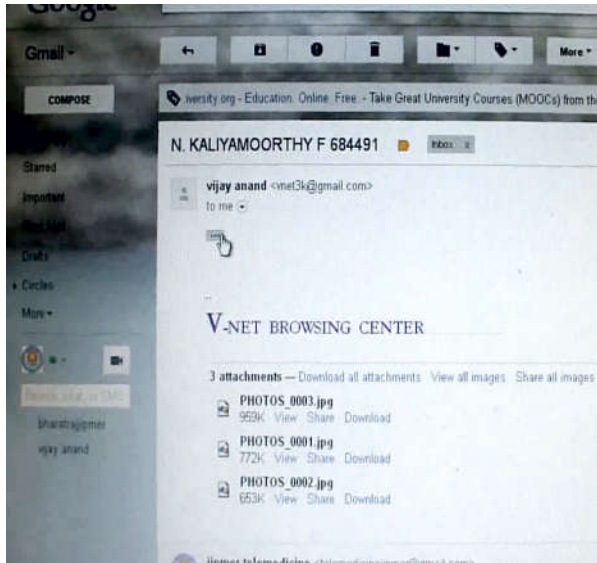 Google
Gmail
More
COMPOSE
iversity.org - Education. Online. Free. - Take Great University Courses (MOOCs) from the
N. KALIYAMOORTHY F 684491 Inbox x
Starred
Important
vijay anand <vnet3k@gmail.com>
to me
Drafts
Circles
More
--
V-NET BROWSING CENTER
3 attachments — Download all attachments View all images Share all images
PHOTOS_0003.jpg
959K View Share Download
bharatrajipmer
vijay anand
PHOTOS_0001.jpg
772K View Share Download
PHOTOS_0002.jpg
653K View Share Download
jipmer telemedicine